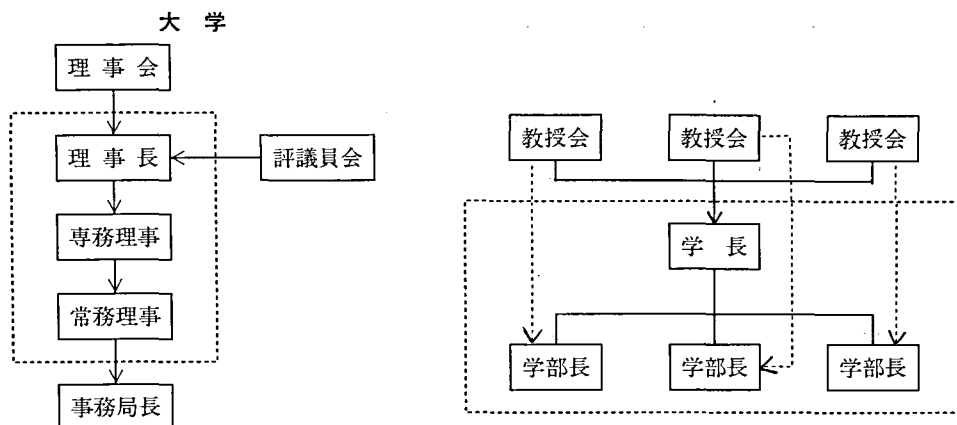 大学
理事会
理事長
評議員会
専務理事
常務理事
事務局長
教授会 教授会 教授会
学長
学部長 学部長 学部長